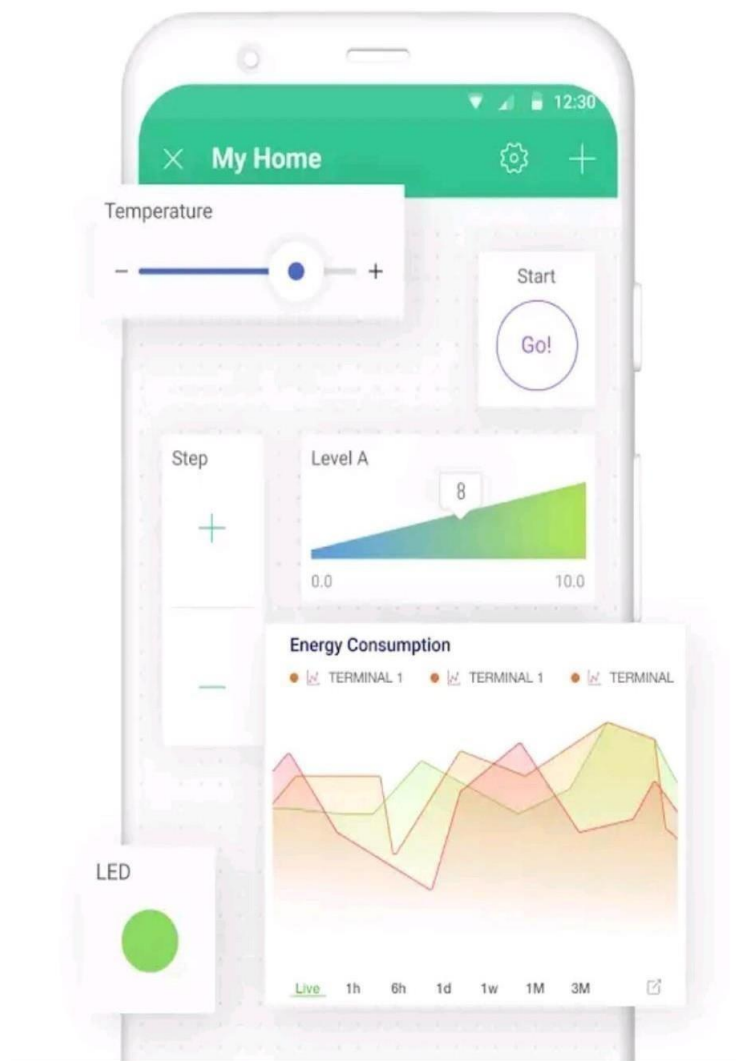 12:30
My Home
Temperature
− +
Start
Go!
Step
+
−
Level A
8
0.0 10.0
Energy Consumption
TERMINAL 1 TERMINAL 1 TERMINAL
LED
Live 1h 6h 1d 1w 1M 3M